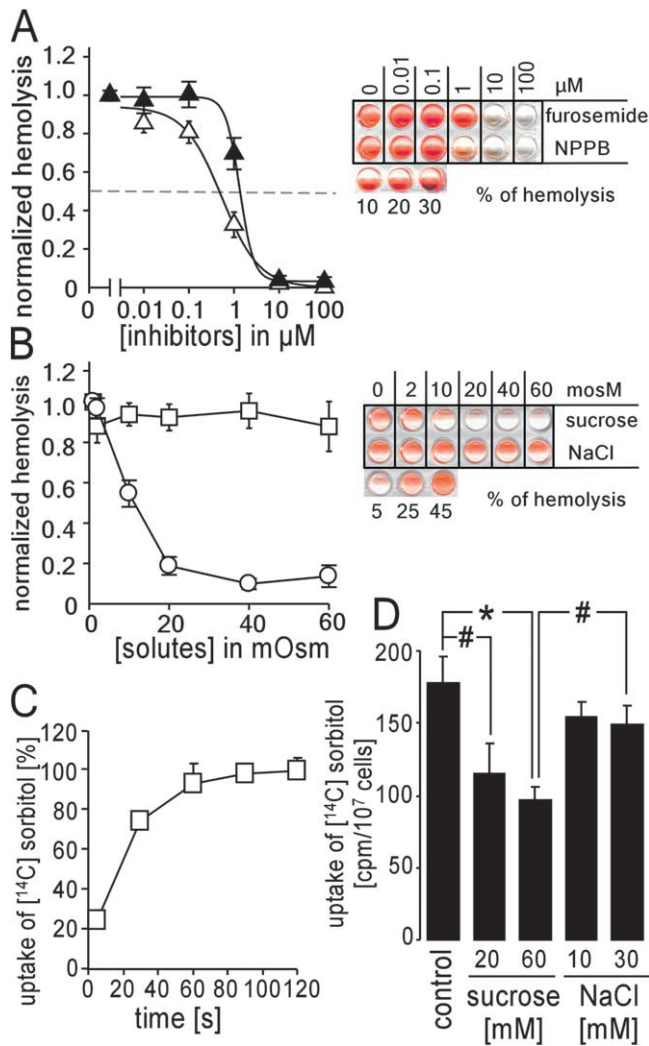 A
normalized hemolysis
1.2
1.0
0.8
0.6
0.4
0.2
0
0 0.01 0.1 1 10 100
[inhibitors] in µM
0 0.01 0.1 1 10 100 µM
furosemide
NPPB
10 20 30 % of hemolysis
B
normalized hemolysis
1.2
1.0
0.8
0.6
0.4
0.2
0
0 20 40 60
[solutes] in mOsm
0 2 10 20 40 60 mosM
sucrose
NaCl
5 25 45 % of hemolysis
C
uptake of [¹⁴C] sorbitol [%]
120
100
80
60
40
20
0
0 20 40 60 80 100 120
time [s]
D
uptake of [¹⁴C] sorbitol
[cpm/10⁷ cells]
200
150
100
50
0
* # #
control 20 60 10 30
sucrose NaCl
[mM] [mM]